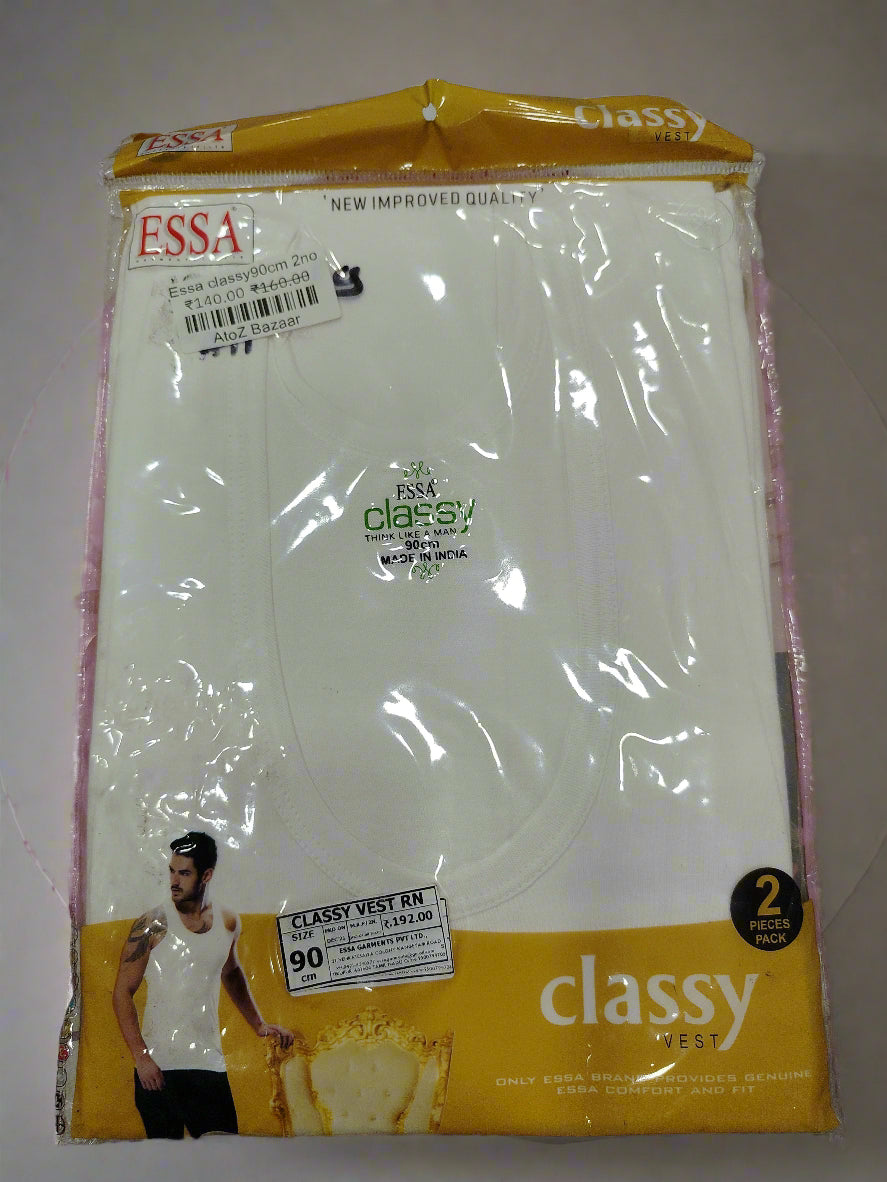 ESSA
classy
VEST
'NEW IMPROVED QUALITY'
ESSA
Essa classy90cm 2no
₹140.00 ₹160.00
AtoZ Bazaar
ESSA
classy
THINK LIKE A MAN
90cm
MADE IN INDIA
CLASSY VEST RN
SIZE
90
cm
₹.192.00
ESSA GARMENTS PVT LTD.,
2
PIECES
PACK
classy
VEST
ONLY ESSA BRAND PROVIDES GENUINE
ESSA COMFORT AND FIT